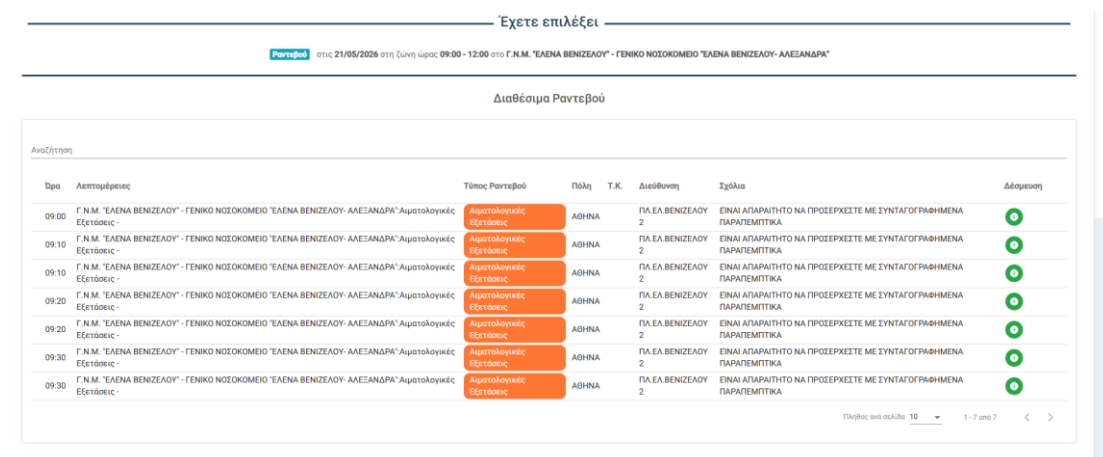 Έχετε επιλέξει
Ραντεβού στις 21/05/2026 στη ζώνη ώρας 09:00 - 12:00 στο Γ.Ν.Μ. "ΕΛΕΝΑ ΒΕΝΙΖΕΛΟΥ" - ΓΕΝΙΚΟ ΝΟΣΟΚΟΜΕΙΟ "ΕΛΕΝΑ ΒΕΝΙΖΕΛΟΥ- ΑΛΕΞΑΝΔΡΑ"
Διαθέσιμα Ραντεβού
Αναζήτηση
Ώρα Λεπτομέρειες Τύπος Ραντεβού Πόλη Τ.Κ. Διεύθυνση Σχόλια Δέσμευση
09:00 Γ.Ν.Μ. "ΕΛΕΝΑ ΒΕΝΙΖΕΛΟΥ" - ΓΕΝΙΚΟ ΝΟΣΟΚΟΜΕΙΟ "ΕΛΕΝΑ ΒΕΝΙΖΕΛΟΥ- ΑΛΕΞΑΝΔΡΑ":Αιματολογικές Αιματολογικές ΑΘΗΝΑ ΠΛ.ΕΛ.ΒΕΝΙΖΕΛΟΥ ΕΙΝΑΙ ΑΠΑΡΑΙΤΗΤΟ ΝΑ ΠΡΟΣΕΡΧΕΣΤΕ ΜΕ ΣΥΝΤΑΓΟΓΡΑΦΗΜΕΝΑ
Εξετάσεις - Εξετάσεις 2 ΠΑΡΑΠΕΜΠΤΙΚΑ
09:10 Γ.Ν.Μ. "ΕΛΕΝΑ ΒΕΝΙΖΕΛΟΥ" - ΓΕΝΙΚΟ ΝΟΣΟΚΟΜΕΙΟ "ΕΛΕΝΑ ΒΕΝΙΖΕΛΟΥ- ΑΛΕΞΑΝΔΡΑ":Αιματολογικές Αιματολογικές ΑΘΗΝΑ ΠΛ.ΕΛ.ΒΕΝΙΖΕΛΟΥ ΕΙΝΑΙ ΑΠΑΡΑΙΤΗΤΟ ΝΑ ΠΡΟΣΕΡΧΕΣΤΕ ΜΕ ΣΥΝΤΑΓΟΓΡΑΦΗΜΕΝΑ
Εξετάσεις - Εξετάσεις 2 ΠΑΡΑΠΕΜΠΤΙΚΑ
09:10 Γ.Ν.Μ. "ΕΛΕΝΑ ΒΕΝΙΖΕΛΟΥ" - ΓΕΝΙΚΟ ΝΟΣΟΚΟΜΕΙΟ "ΕΛΕΝΑ ΒΕΝΙΖΕΛΟΥ- ΑΛΕΞΑΝΔΡΑ":Αιματολογικές Αιματολογικές ΑΘΗΝΑ ΠΛ.ΕΛ.ΒΕΝΙΖΕΛΟΥ ΕΙΝΑΙ ΑΠΑΡΑΙΤΗΤΟ ΝΑ ΠΡΟΣΕΡΧΕΣΤΕ ΜΕ ΣΥΝΤΑΓΟΓΡΑΦΗΜΕΝΑ
Εξετάσεις - Εξετάσεις 2 ΠΑΡΑΠΕΜΠΤΙΚΑ
09:20 Γ.Ν.Μ. "ΕΛΕΝΑ ΒΕΝΙΖΕΛΟΥ" - ΓΕΝΙΚΟ ΝΟΣΟΚΟΜΕΙΟ "ΕΛΕΝΑ ΒΕΝΙΖΕΛΟΥ- ΑΛΕΞΑΝΔΡΑ":Αιματολογικές Αιματολογικές ΑΘΗΝΑ ΠΛ.ΕΛ.ΒΕΝΙΖΕΛΟΥ ΕΙΝΑΙ ΑΠΑΡΑΙΤΗΤΟ ΝΑ ΠΡΟΣΕΡΧΕΣΤΕ ΜΕ ΣΥΝΤΑΓΟΓΡΑΦΗΜΕΝΑ
Εξετάσεις - Εξετάσεις 2 ΠΑΡΑΠΕΜΠΤΙΚΑ
09:20 Γ.Ν.Μ. "ΕΛΕΝΑ ΒΕΝΙΖΕΛΟΥ" - ΓΕΝΙΚΟ ΝΟΣΟΚΟΜΕΙΟ "ΕΛΕΝΑ ΒΕΝΙΖΕΛΟΥ- ΑΛΕΞΑΝΔΡΑ":Αιματολογικές Αιματολογικές ΑΘΗΝΑ ΠΛ.ΕΛ.ΒΕΝΙΖΕΛΟΥ ΕΙΝΑΙ ΑΠΑΡΑΙΤΗΤΟ ΝΑ ΠΡΟΣΕΡΧΕΣΤΕ ΜΕ ΣΥΝΤΑΓΟΓΡΑΦΗΜΕΝΑ
Εξετάσεις - Εξετάσεις 2 ΠΑΡΑΠΕΜΠΤΙΚΑ
09:30 Γ.Ν.Μ. "ΕΛΕΝΑ ΒΕΝΙΖΕΛΟΥ" - ΓΕΝΙΚΟ ΝΟΣΟΚΟΜΕΙΟ "ΕΛΕΝΑ ΒΕΝΙΖΕΛΟΥ- ΑΛΕΞΑΝΔΡΑ":Αιματολογικές Αιματολογικές ΑΘΗΝΑ ΠΛ.ΕΛ.ΒΕΝΙΖΕΛΟΥ ΕΙΝΑΙ ΑΠΑΡΑΙΤΗΤΟ ΝΑ ΠΡΟΣΕΡΧΕΣΤΕ ΜΕ ΣΥΝΤΑΓΟΓΡΑΦΗΜΕΝΑ
Εξετάσεις - Εξετάσεις 2 ΠΑΡΑΠΕΜΠΤΙΚΑ
09:30 Γ.Ν.Μ. "ΕΛΕΝΑ ΒΕΝΙΖΕΛΟΥ" - ΓΕΝΙΚΟ ΝΟΣΟΚΟΜΕΙΟ "ΕΛΕΝΑ ΒΕΝΙΖΕΛΟΥ- ΑΛΕΞΑΝΔΡΑ":Αιματολογικές Αιματολογικές ΑΘΗΝΑ ΠΛ.ΕΛ.ΒΕΝΙΖΕΛΟΥ ΕΙΝΑΙ ΑΠΑΡΑΙΤΗΤΟ ΝΑ ΠΡΟΣΕΡΧΕΣΤΕ ΜΕ ΣΥΝΤΑΓΟΓΡΑΦΗΜΕΝΑ
Εξετάσεις - Εξετάσεις 2 ΠΑΡΑΠΕΜΠΤΙΚΑ
Πλήθος ανά σελίδα 10 1 - 7 από 7